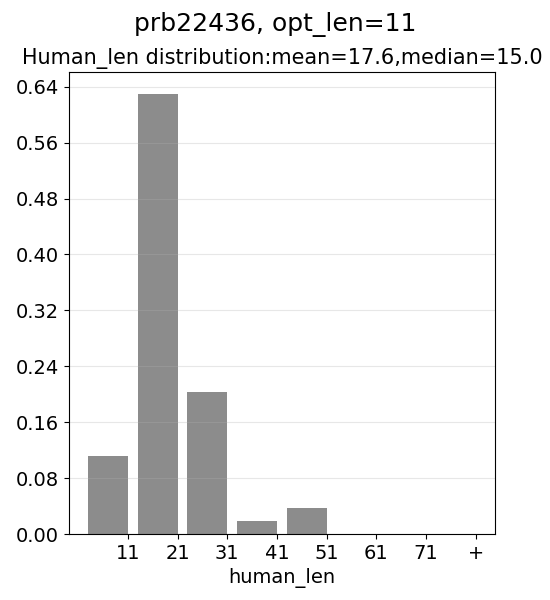 prb22436, opt_len=11
Human_len distribution:mean=17.6,median=15.0
0.64
0.56
0.48
0.40
0.32
0.24
0.16
0.08
0.00
11 21 31 41 51 61 71 +
human_len